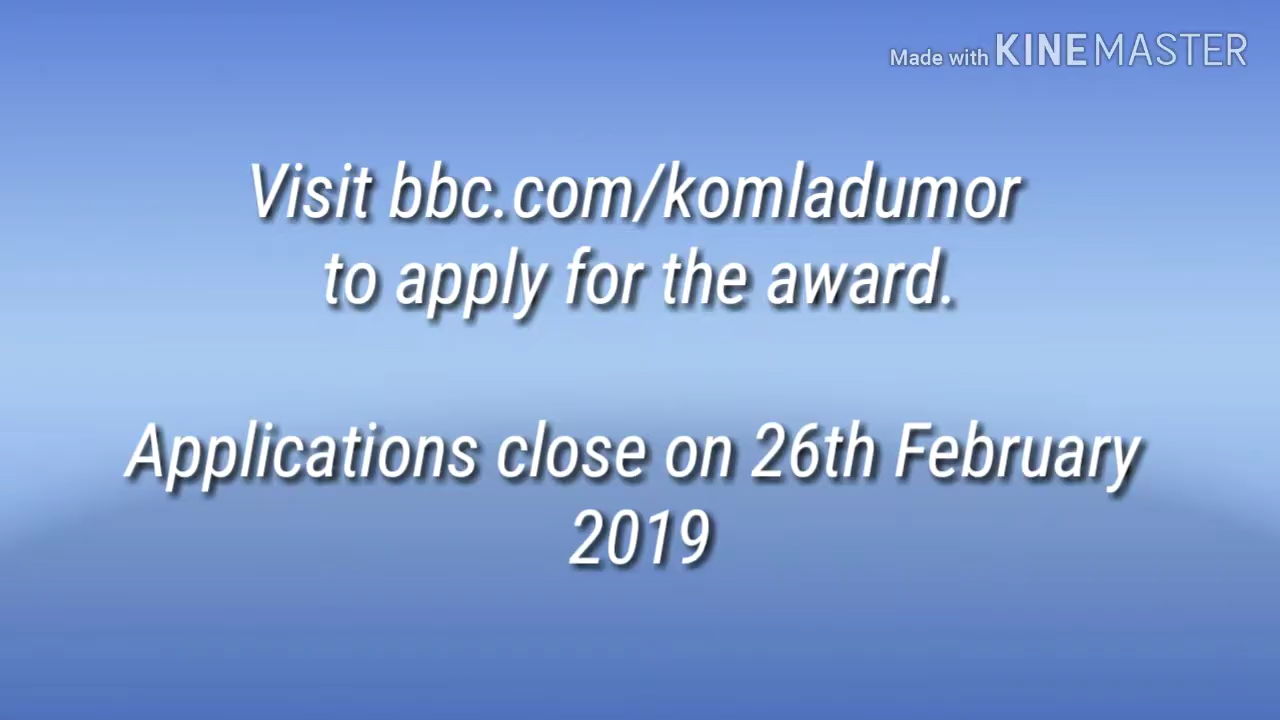 Made with KINEMASTER
Visit bbc.com/komladumor
to apply for the award.
Applications close on 26th February
2019